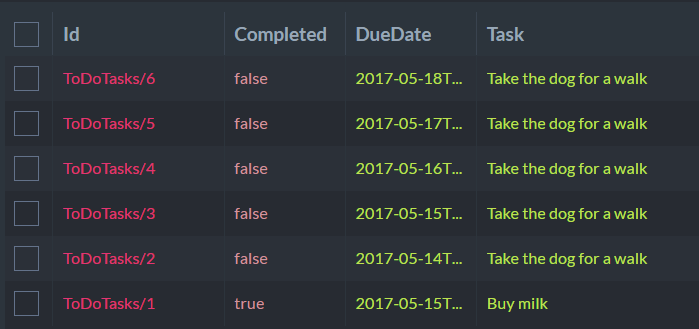 Id Completed DueDate Task
ToDoTasks/6 false 2017-05-18T... Take the dog for a walk
ToDoTasks/5 false 2017-05-17T... Take the dog for a walk
ToDoTasks/4 false 2017-05-16T... Take the dog for a walk
ToDoTasks/3 false 2017-05-15T... Take the dog for a walk
ToDoTasks/2 false 2017-05-14T... Take the dog for a walk
ToDoTasks/1 true 2017-05-15T... Buy milk